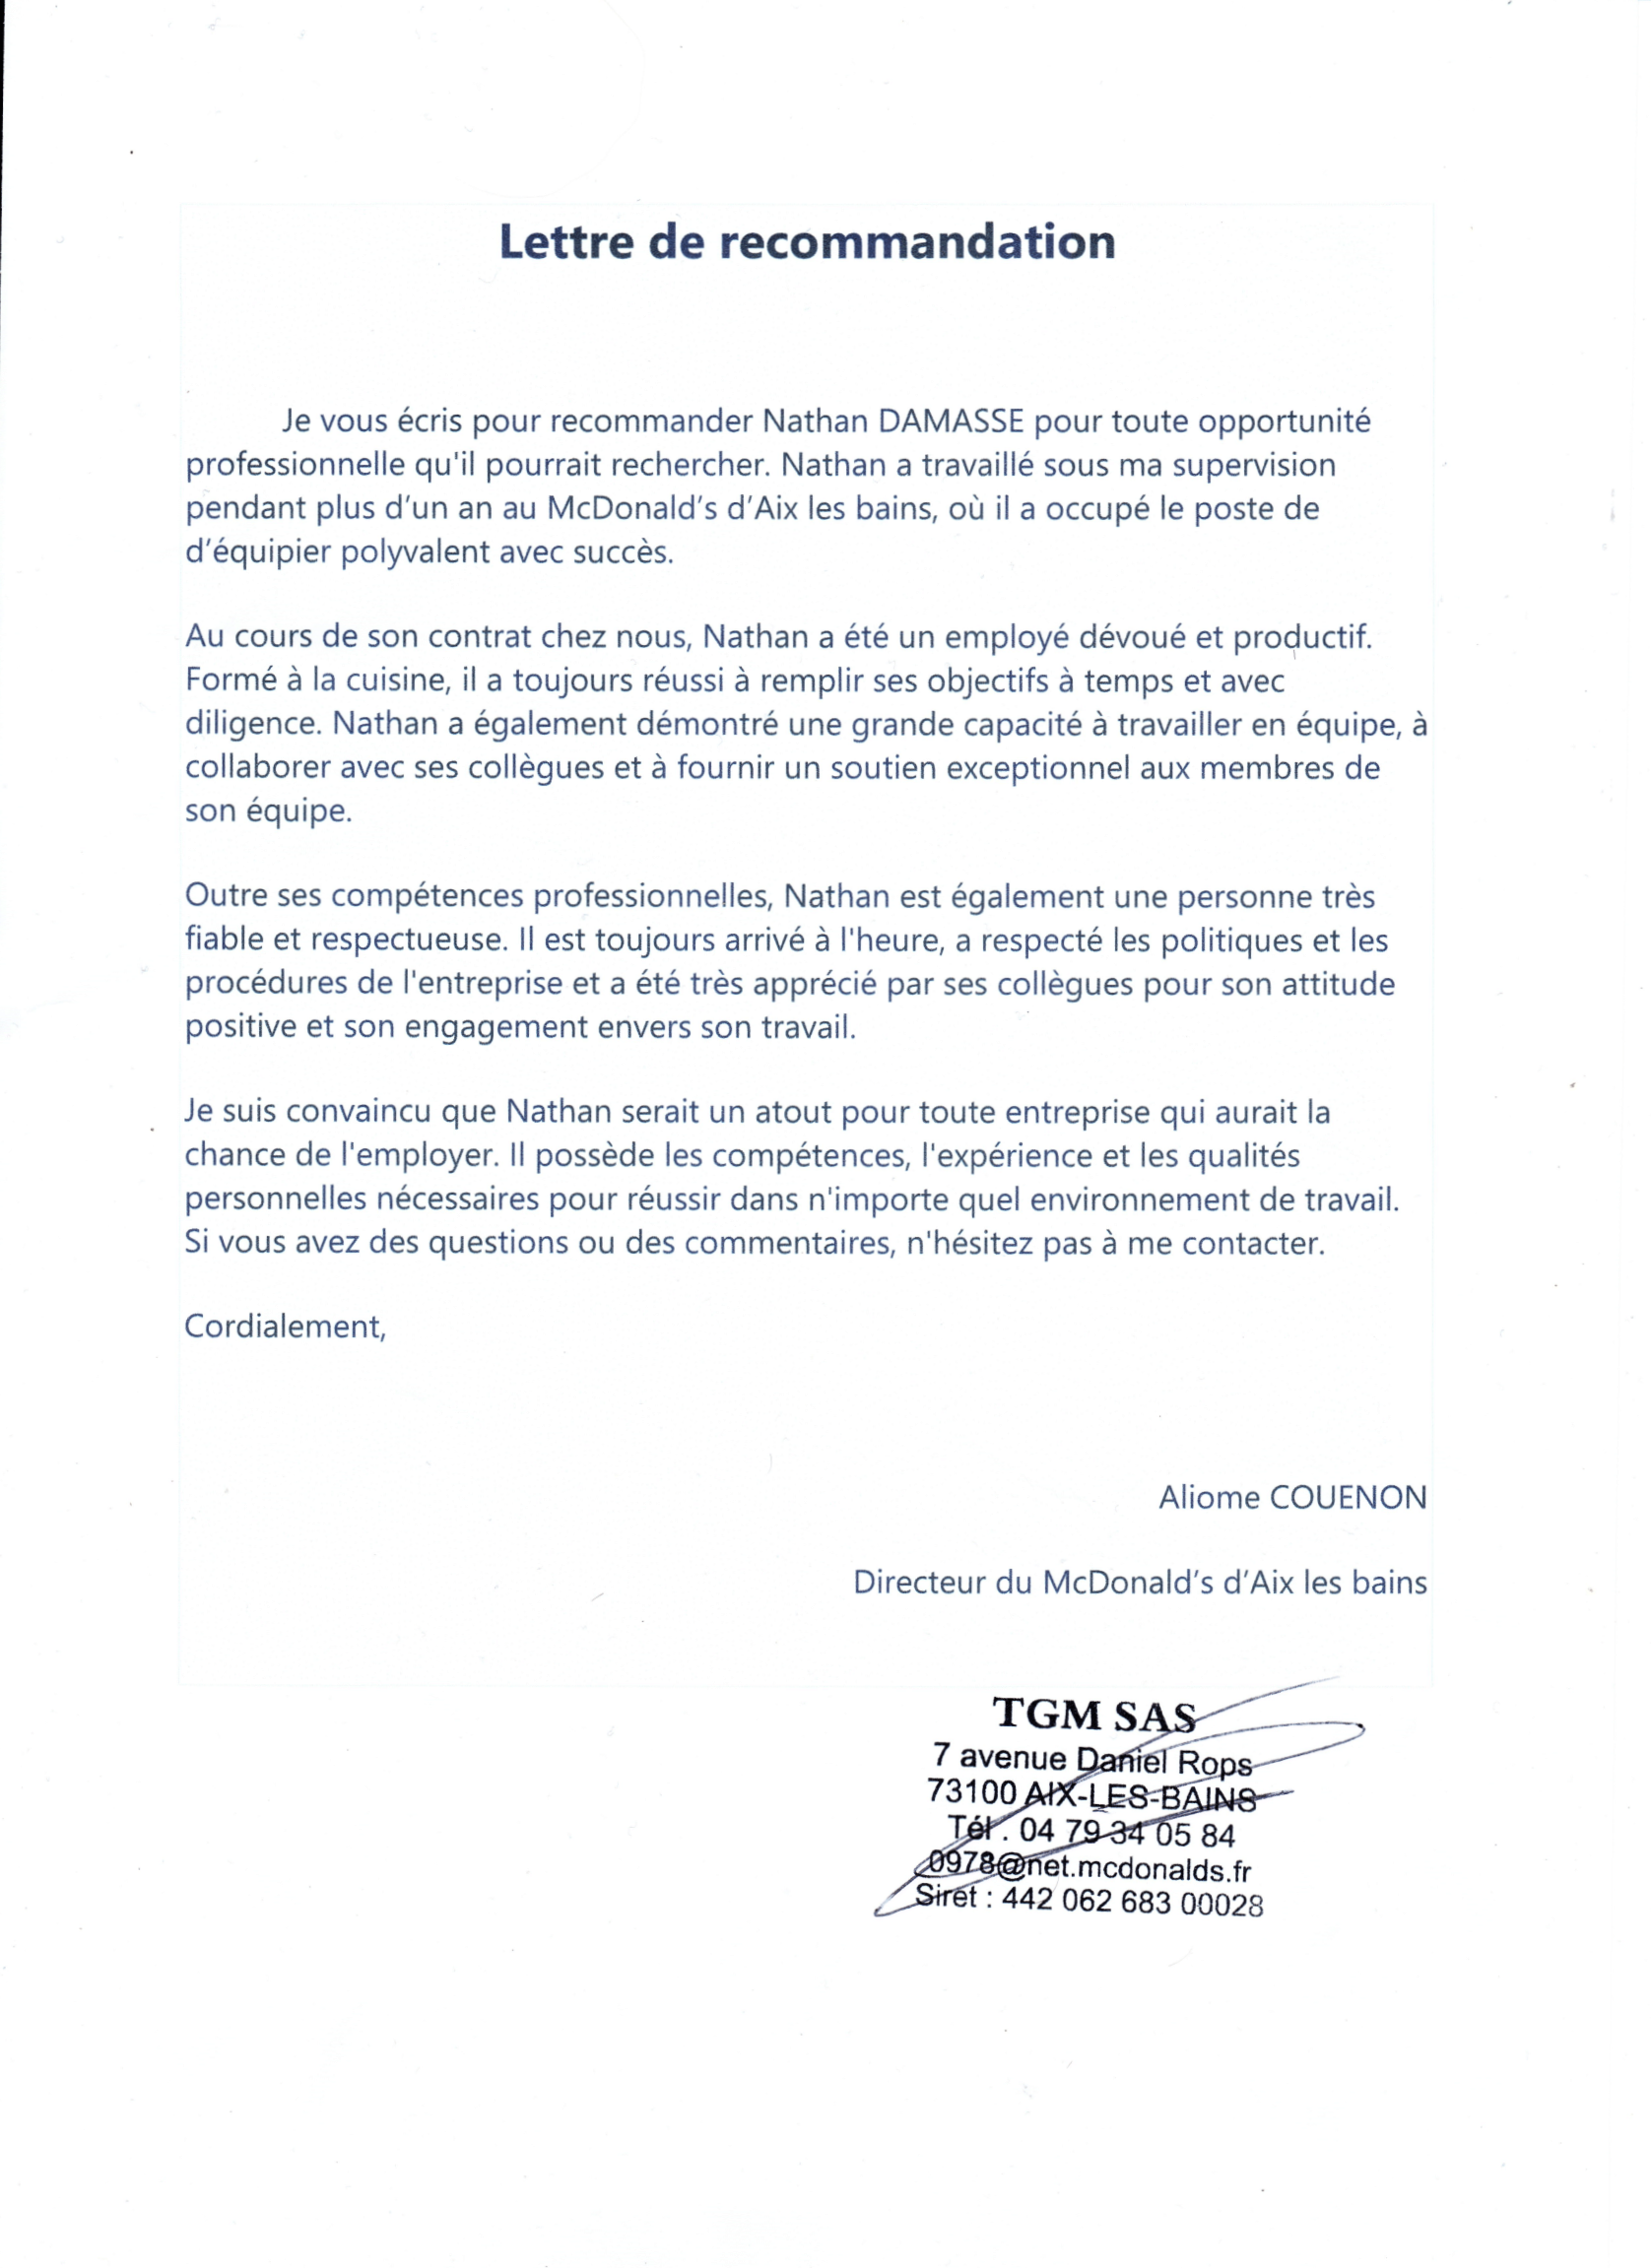 Lettre de recommandation
Je vous écris pour recommander Nathan DAMASSE pour toute opportunité
professionnelle qu'il pourrait rechercher. Nathan a travaillé sous ma supervision
pendant plus d’un an au McDonald’s d’Aix les bains, où il a occupé le poste de
d’équipier polyvalent avec succès.
Au cours de son contrat chez nous, Nathan a été un employé dévoué et productif.
Formé à la cuisine, il a toujours réussi à remplir ses objectifs à temps et avec
diligence. Nathan a également démontré une grande capacité à travailler en équipe, à
collaborer avec ses collègues et à fournir un soutien exceptionnel aux membres de
son équipe.
Outre ses compétences professionnelles, Nathan est également une personne très
fiable et respectueuse. Il est toujours arrivé à l'heure, a respecté les politiques et les
procédures de l'entreprise et a été très apprécié par ses collègues pour son attitude
positive et son engagement envers son travail.
Je suis convaincu que Nathan serait un atout pour toute entreprise qui aurait la
chance de l'employer. Il possède les compétences, l'expérience et les qualités
personnelles nécessaires pour réussir dans n'importe quel environnement de travail.
Si vous avez des questions ou des commentaires, n'hésitez pas à me contacter.
Cordialement,
Aliome COUENON
Directeur du McDonald’s d’Aix les bains
TGM SAS
7 avenue Daniel Rops
73100 AIX-LES-BAINS
Tél . 04 79 34 05 84
0978@net.mcdonalds.fr
Siret : 442 062 683 00028